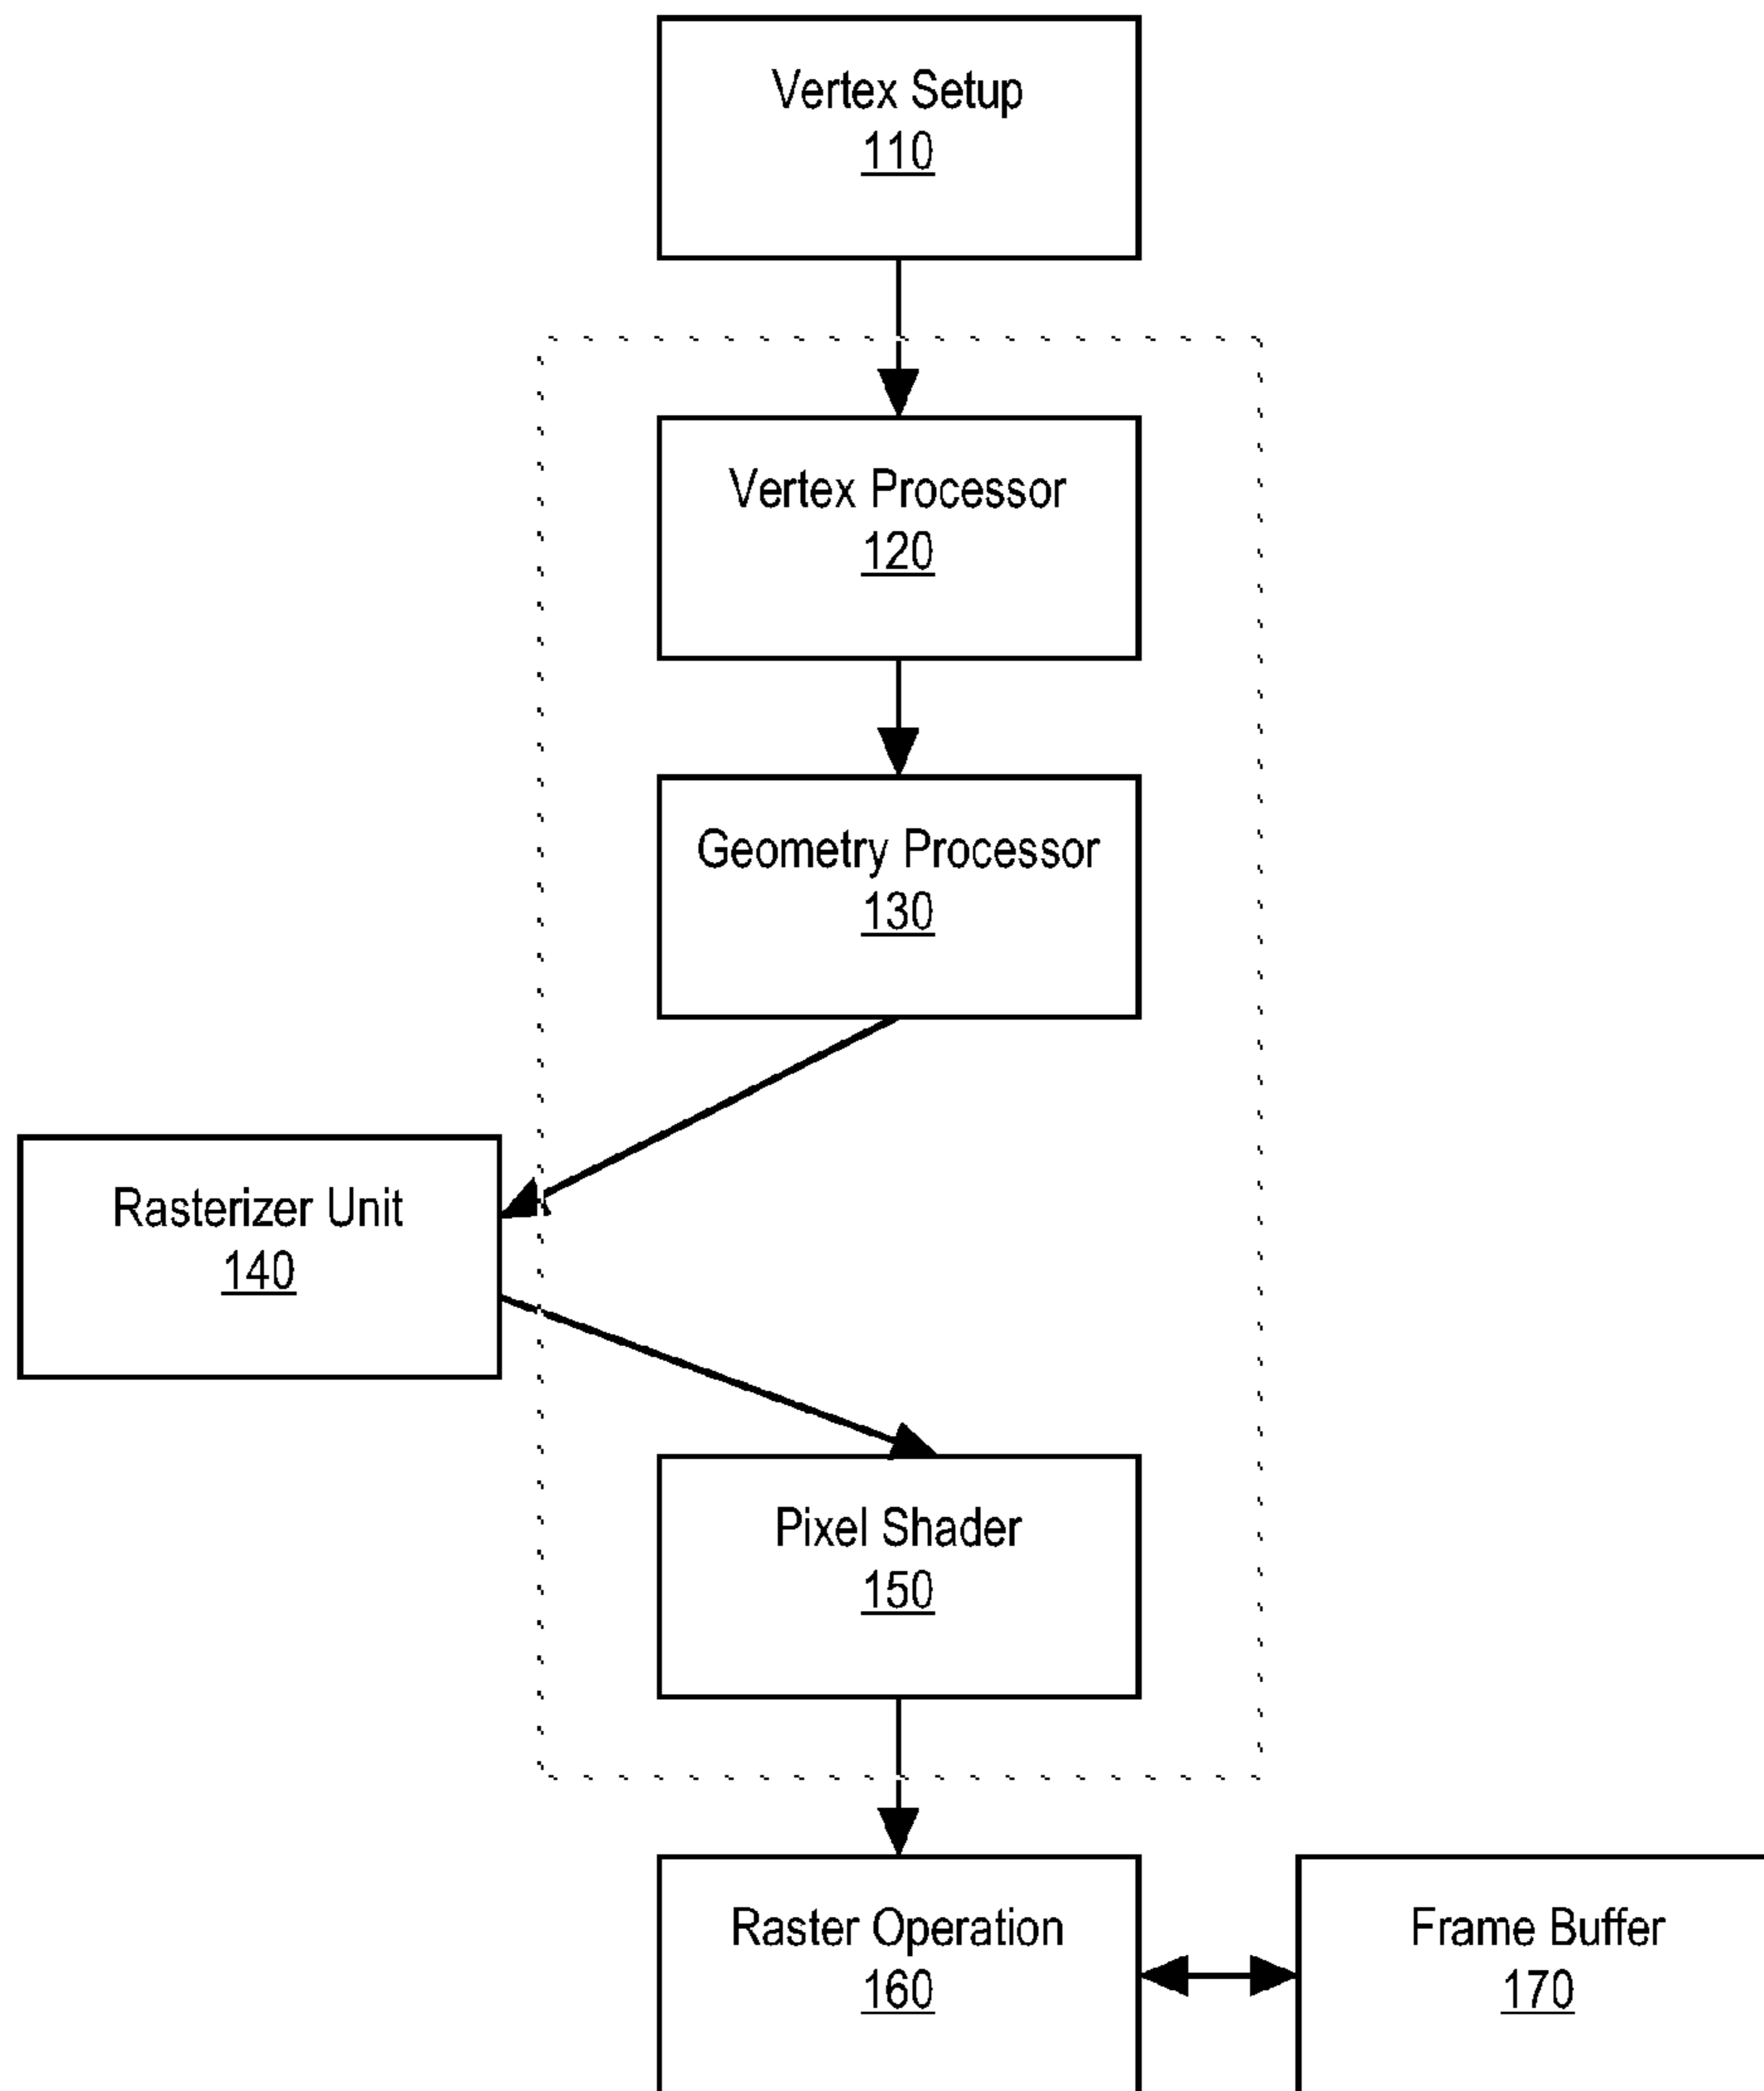 Vertex Setup
110
Vertex Processor
120
Geometry Processor
130
Rasterizer Unit
140
Pixel Shader
150
Raster Operation
160
Frame Buffer
170